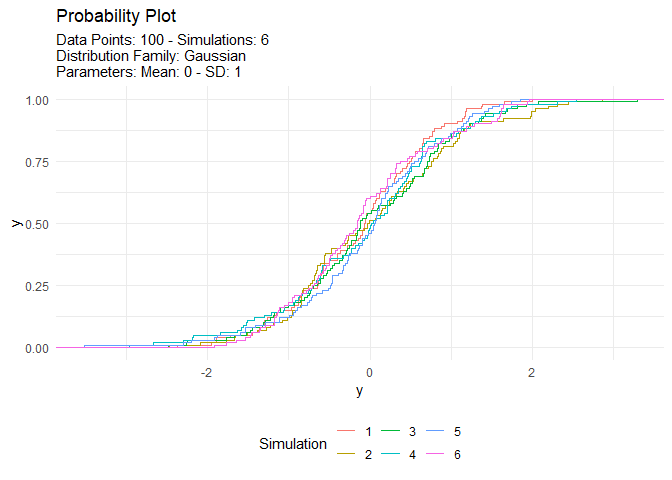 Probability Plot
Data Points: 100 - Simulations: 6
Distribution Family: Gaussian
Parameters: Mean: 0 - SD: 1
1.00
0.75
0.50
0.25
0.00
y
-2 0 2
y
Simulation
1 3 5
2 4 6